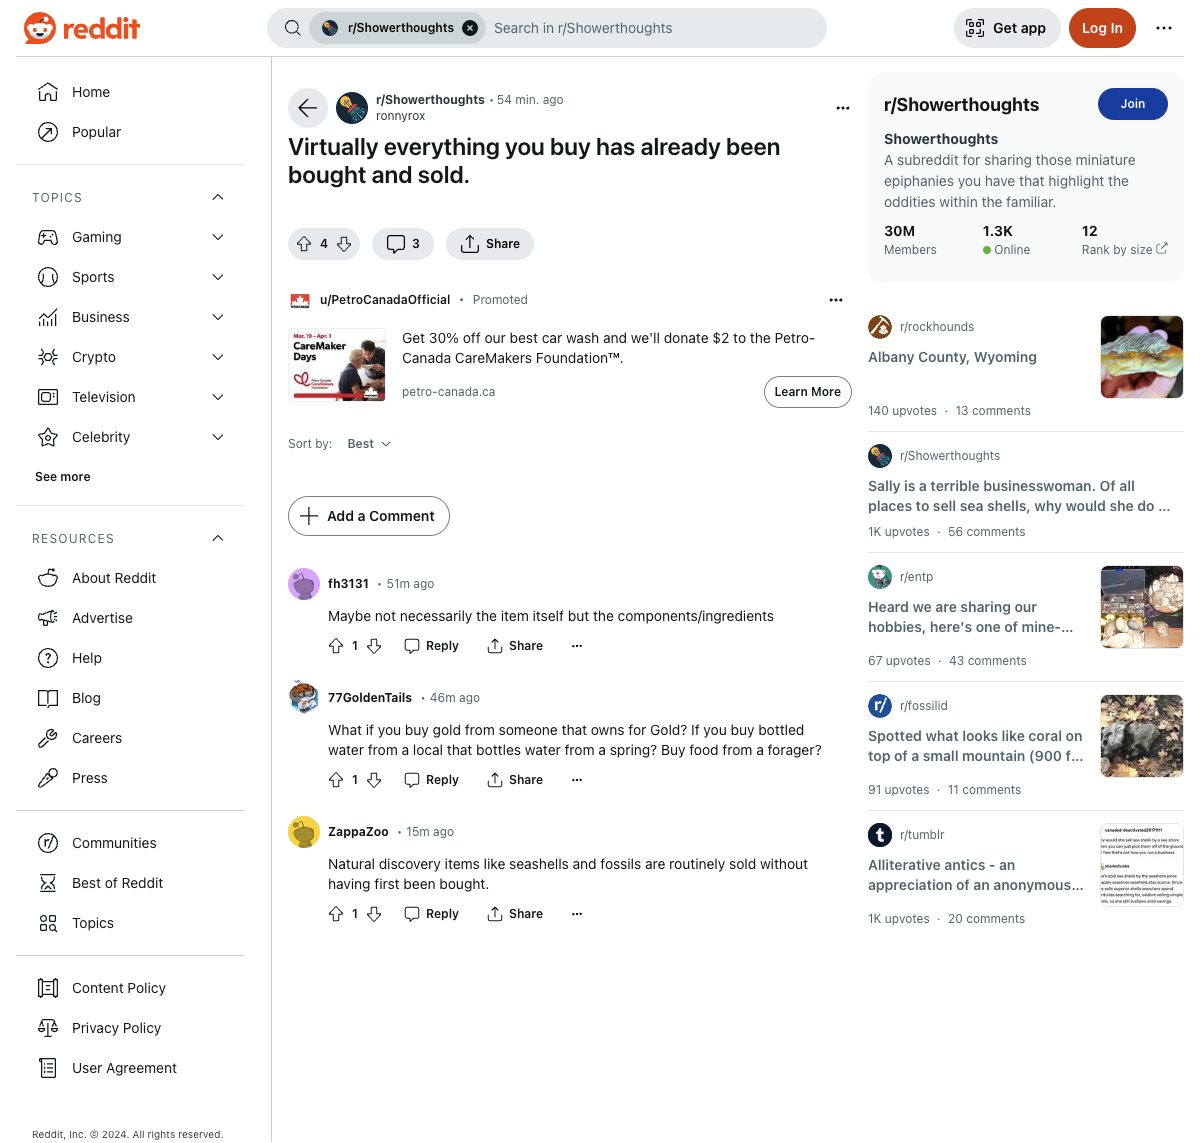 reddit
r/Showerthoughts
Search in r/Showerthoughts
Get app
Log In
Home
Popular
TOPICS
Gaming
Sports
Business
Crypto
Television
Celebrity
See more
RESOURCES
About Reddit
Advertise
Help
Blog
Careers
Press
Communities
Best of Reddit
Topics
Content Policy
Privacy Policy
User Agreement
Reddit, Inc. © 2024. All rights reserved.
r/Showerthoughts • 54 min. ago
ronnyrox
Virtually everything you buy has already been
bought and sold.
4
3
Share
u/PetroCanadaOfficial • Promoted
Mar. 19 – Apr. 1
CareMaker
Days
Get 30% off our best car wash and we'll donate $2 to the Petro-
Canada CareMakers Foundation™.
petro-canada.ca
Learn More
Sort by: Best
Add a Comment
fh3131 • 51m ago
Maybe not necessarily the item itself but the components/ingredients
1 Reply Share
77GoldenTails • 46m ago
What if you buy gold from someone that owns for Gold? If you buy bottled
water from a local that bottles water from a spring? Buy food from a forager?
1 Reply Share
ZappaZoo • 15m ago
Natural discovery items like seashells and fossils are routinely sold without
having first been bought.
1 Reply Share
r/Showerthoughts
Join
Showerthoughts
A subreddit for sharing those miniature
epiphanies you have that highlight the
oddities within the familiar.
30M 1.3K 12
Members Online Rank by size
r/rockhounds
Albany County, Wyoming
140 upvotes · 13 comments
r/Showerthoughts
Sally is a terrible businesswoman. Of all
places to sell sea shells, why would she do ...
1K upvotes · 56 comments
r/entp
Heard we are sharing our
hobbies, here's one of mine-...
67 upvotes · 43 comments
r/
r/fossilid
Spotted what looks like coral on
top of a small mountain (900 f...
91 upvotes · 11 comments
t
r/tumblr
Alliterative antics - an
appreciation of an anonymous...
1K upvotes · 20 comments